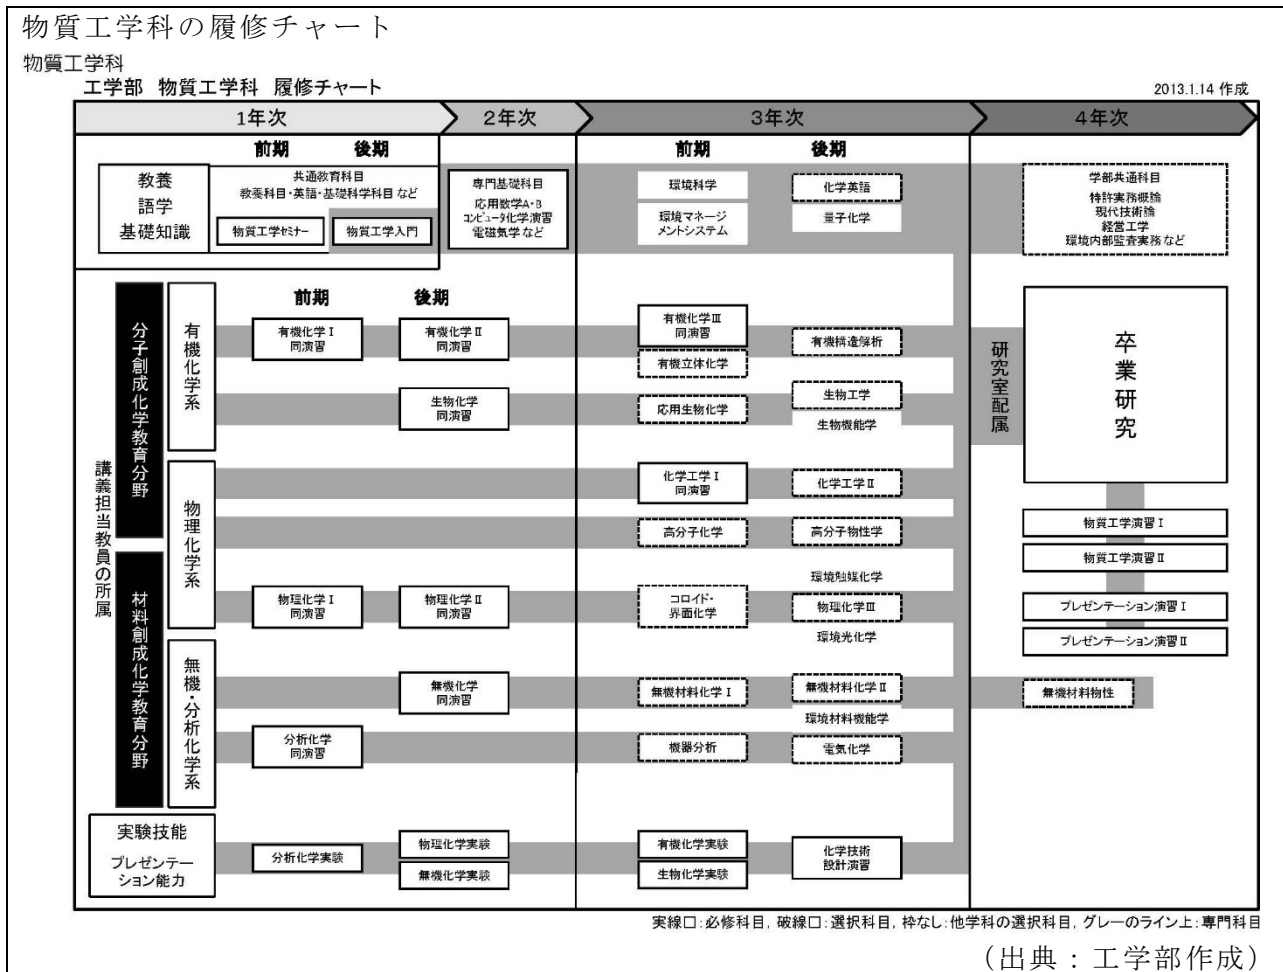 物質工学科の履修チャート
物質工学科
工学部 物質工学科 履修チャート
2013.1.14 作成
1年次
2年次
3年次
4年次
前期
後期
前期
後期
教養
語学
基礎知識
共通教育科目
教養科目・英語・基礎科学科目 など
物質工学セミナー
物質工学入門
専門基礎科目
応用数学A・B
コンピュータ化学演習
電磁気学など
環境科学
環境マネージ
メントシステム
化学英語
量子化学
学部共通科目
特許実務概論
現代技術論
経営工学
環境内部監査実務など
講義担当教員の所属
分子創成化学教育分野
材料創成化学教育分野
有機化学系
物理化学系
無機・分析化学系
前期
後期
有機化学Ⅰ
同演習
有機化学Ⅱ
同演習
有機化学Ⅲ
同演習
有機立体化学
有機構造解析
生物化学
同演習
応用生物化学
生物工学
生物機能学
化学工学Ⅰ
同演習
化学工学Ⅱ
高分子化学
高分子物性学
物理化学Ⅰ
同演習
物理化学Ⅱ
同演習
コロイド・
界面化学
環境触媒化学
物理化学Ⅲ
環境光化学
無機化学
同演習
無機材料化学Ⅰ
無機材料化学Ⅱ
環境材料機能学
分析化学
同演習
機器分析
電気化学
研究室配属
卒業研究
物質工学演習Ⅰ
物質工学演習Ⅱ
プレゼンテーション演習Ⅰ
プレゼンテーション演習Ⅱ
無機材料物性
実験技能
プレゼンテー
ション能力
分析化学実験
物理化学実験
無機化学実験
有機化学実験
生物化学実験
化学技術
設計演習
実線口:必修科目, 破線口:選択科目, 枠なし:他学科の選択科目, グレーのライン上:専門科目
(出典:工学部作成)